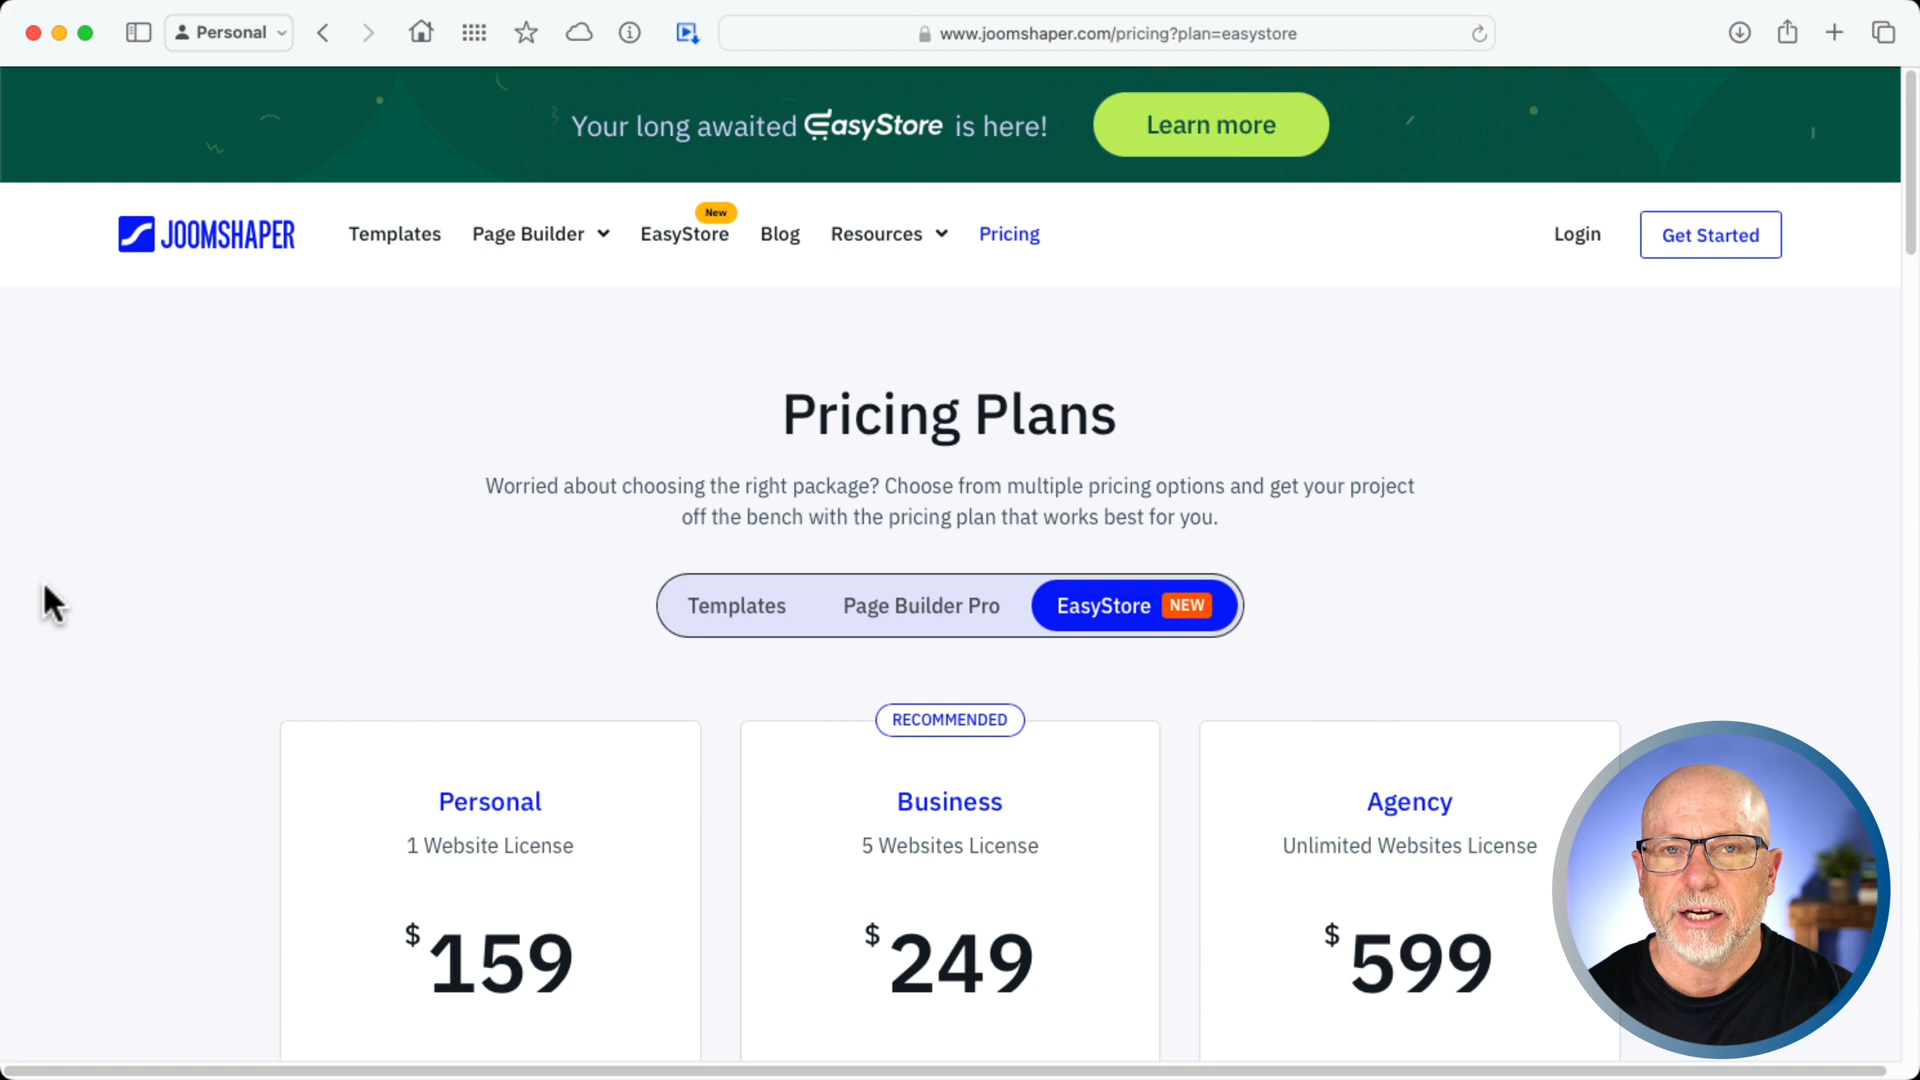 Personal
www.joomshaper.com/pricing?plan=easystore
Your long awaited EasyStore is here!
Learn more
JOOMSHAPER
Templates
Page Builder
EasyStore
New
Blog
Resources
Pricing
Login
Get Started
Pricing Plans
Worried about choosing the right package? Choose from multiple pricing options and get your project
off the bench with the pricing plan that works best for you.
Templates
Page Builder Pro
EasyStore NEW
Personal
1 Website License
$159
RECOMMENDED
Business
5 Websites License
$249
Agency
Unlimited Websites License
$599